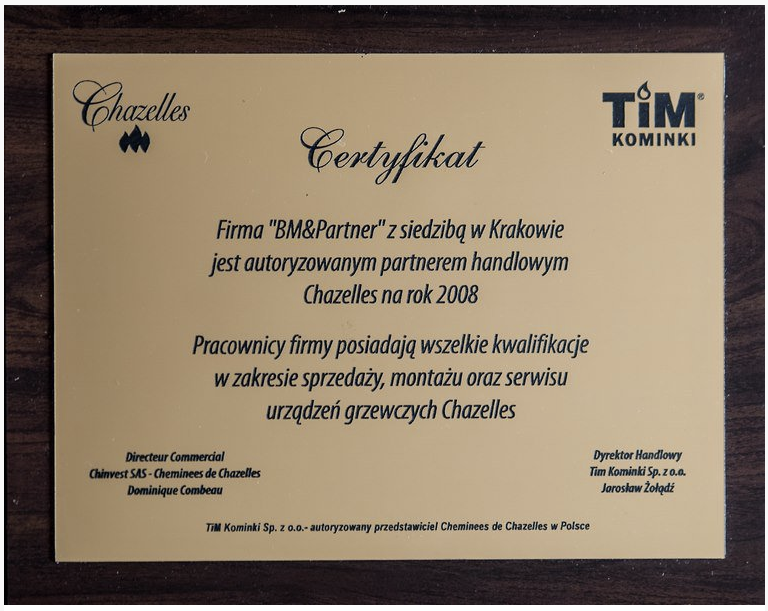 Chazelles
TiM®
KOMINKI
Certyfikat
Firma "BM&Partner" z siedzibą w Krakowie
jest autoryzowanym partnerem handlowym
Chazelles na rok 2008
Pracownicy firmy posiadają wszelkie kwalifikacje
w zakresie sprzedaży, montażu oraz serwisu
urządzeń grzewczych Chazelles
Directeur Commercial
Chinvest SAS - Cheminees de Chazelles
Dominique Combeau
Dyrektor Handlowy
Tim Kominki Sp. z o.o.
Jarosław Żołądź
TiM Kominki Sp. z o.o.- autoryzowany przedstawiciel Cheminees de Chazelles w Polsce